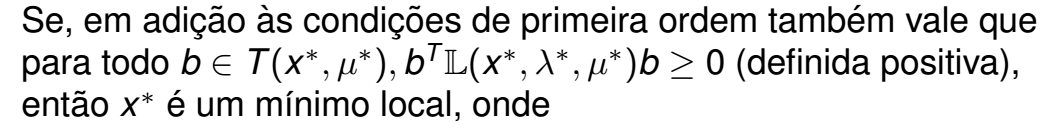 Se, em adição às condições de primeira ordem também vale que
para todo b ∈ T(x*, μ*), bᵀ𝕃(x*, λ*, μ*)b ≥ 0 (definida positiva),
então x* é um mínimo local, onde